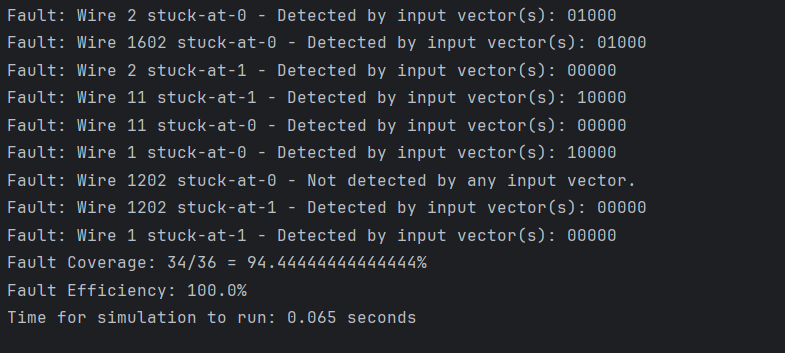 Fault: Wire 2 stuck-at-0 - Detected by input vector(s): 01000
Fault: Wire 1602 stuck-at-0 - Detected by input vector(s): 01000
Fault: Wire 2 stuck-at-1 - Detected by input vector(s): 00000
Fault: Wire 11 stuck-at-1 - Detected by input vector(s): 10000
Fault: Wire 11 stuck-at-0 - Detected by input vector(s): 00000
Fault: Wire 1 stuck-at-0 - Detected by input vector(s): 10000
Fault: Wire 1202 stuck-at-0 - Not detected by any input vector.
Fault: Wire 1202 stuck-at-1 - Detected by input vector(s): 00000
Fault: Wire 1 stuck-at-1 - Detected by input vector(s): 00000
Fault Coverage: 34/36 = 94.44444444444444%
Fault Efficiency: 100.0%
Time for simulation to run: 0.065 seconds